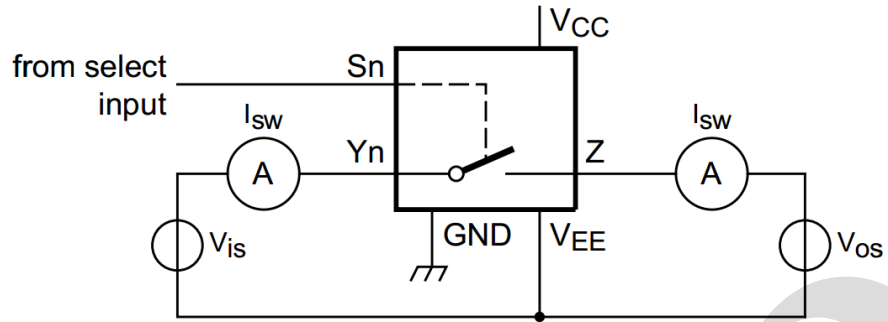 VCC
from select
input
Sn
Isw
Isw
Yn
Z
A
A
GND
VEE
Vis
Vos